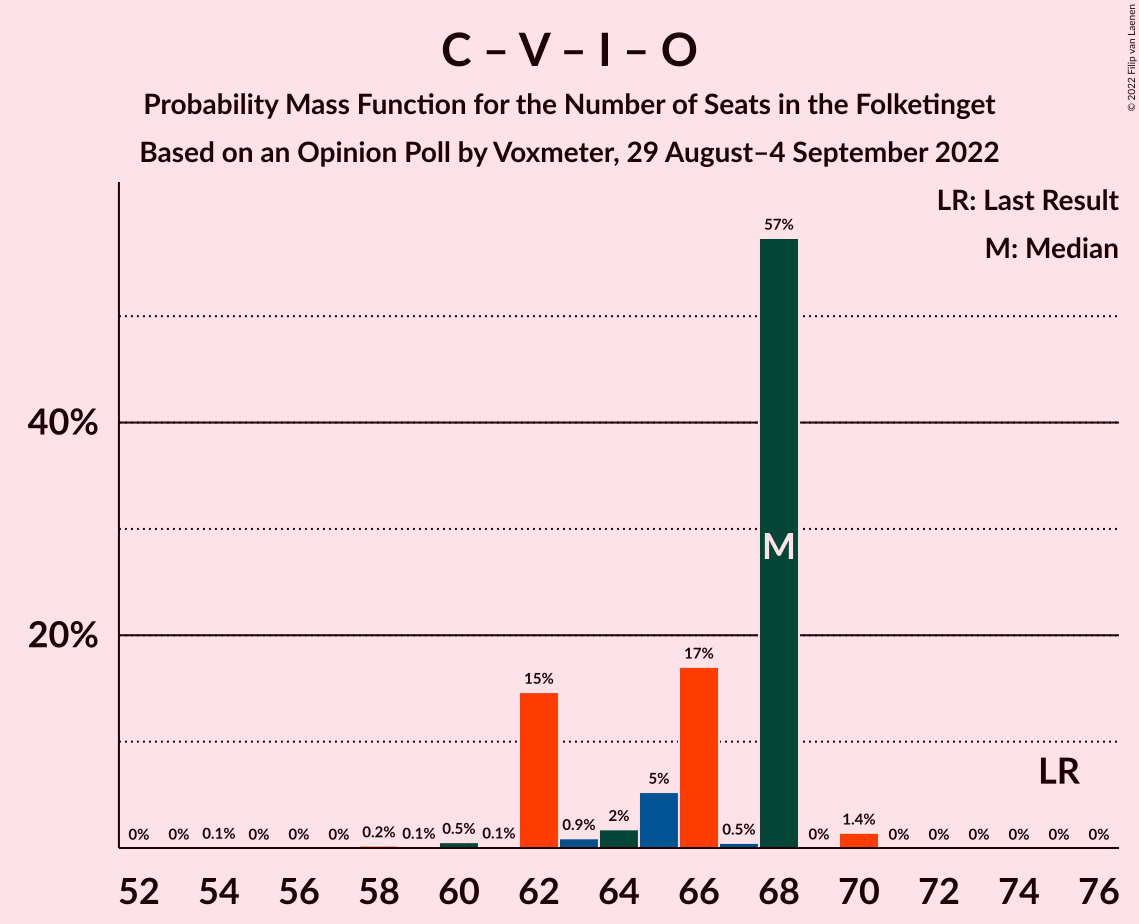 C – V – I – O
Probability Mass Function for the Number of Seats in the Folketinget
Based on an Opinion Poll by Voxmeter, 29 August–4 September 2022
© 2022 Filip van Laenen
LR: Last Result
M: Median
57%
40%
M
20%
17%
15%
LR
5%
0% 0% 0.1% 0% 0% 0% 0.2% 0.1% 0.5% 0.1% 0.9% 2% 0.5% 0% 1.4% 0% 0% 0% 0% 0% 0%
52 54 56 58 60 62 64 66 68 70 72 74 76